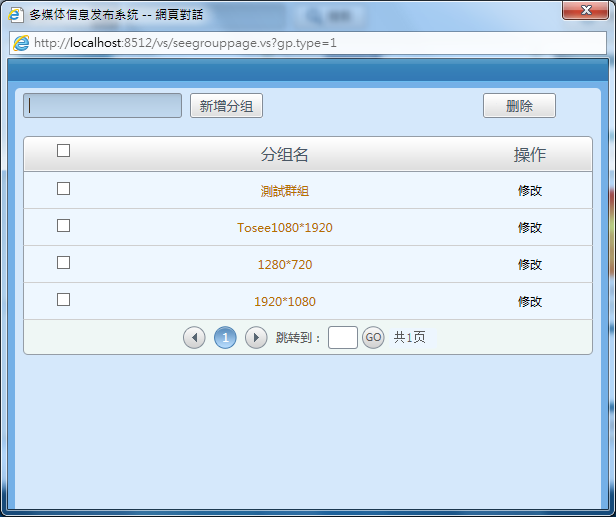 多媒体信息发布系统 -- 網頁對話
http://localhost:8512/vs/seegrouppage.vs?gp.type=1
新增分组 删除
分组名 操作
測試群組 修改
Tosee1080*1920 修改
1280*720 修改
1920*1080 修改
1 跳转到： GO 共1页